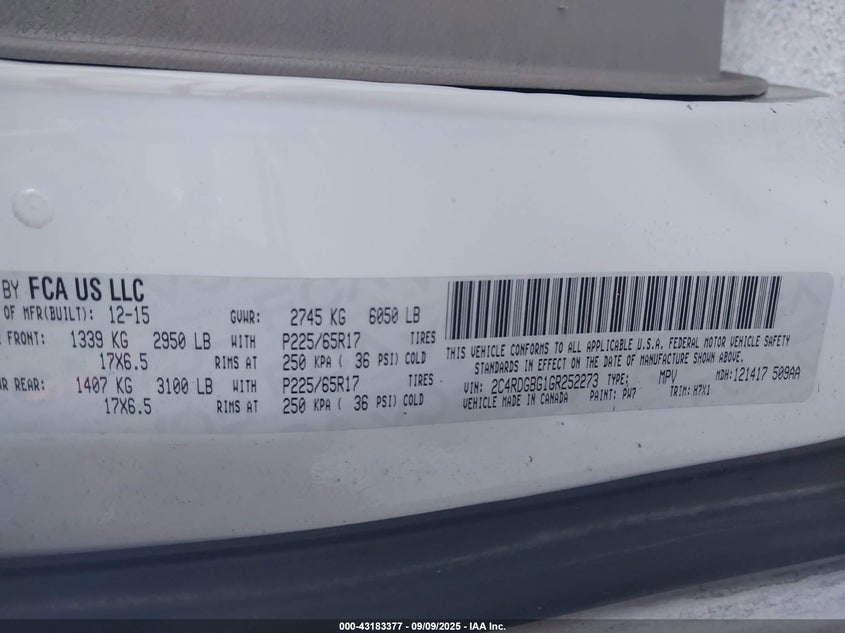 BY FCA US LLC
OF MFR(BUILT): 12-15 GVWR: 2745 KG 6050 LB
FRONT: 1339 KG 2950 LB WITH P225/65R17 TIRES
17X6.5 RIMS AT 250 KPA ( 36 PSI) COLD
REAR: 1407 KG 3100 LB WITH P225/65R17 TIRES
17X6.5 RIMS AT 250 KPA ( 36 PSI) COLD
THIS VEHICLE CONFORMS TO ALL APPLICABLE U.S.A. FEDERAL MOTOR VEHICLE SAFETY
STANDARDS IN EFFECT ON THE DATE OF MANUFACTURE SHOWN ABOVE.
VIN: 2C4RDGBG1GR252273 TYPE: MPV MDH:121417 509AA
VEHICLE MADE IN CANADA PAINT: PW7 TRIM: H7X1
000-43183377 - 09/09/2025 - IAA Inc.